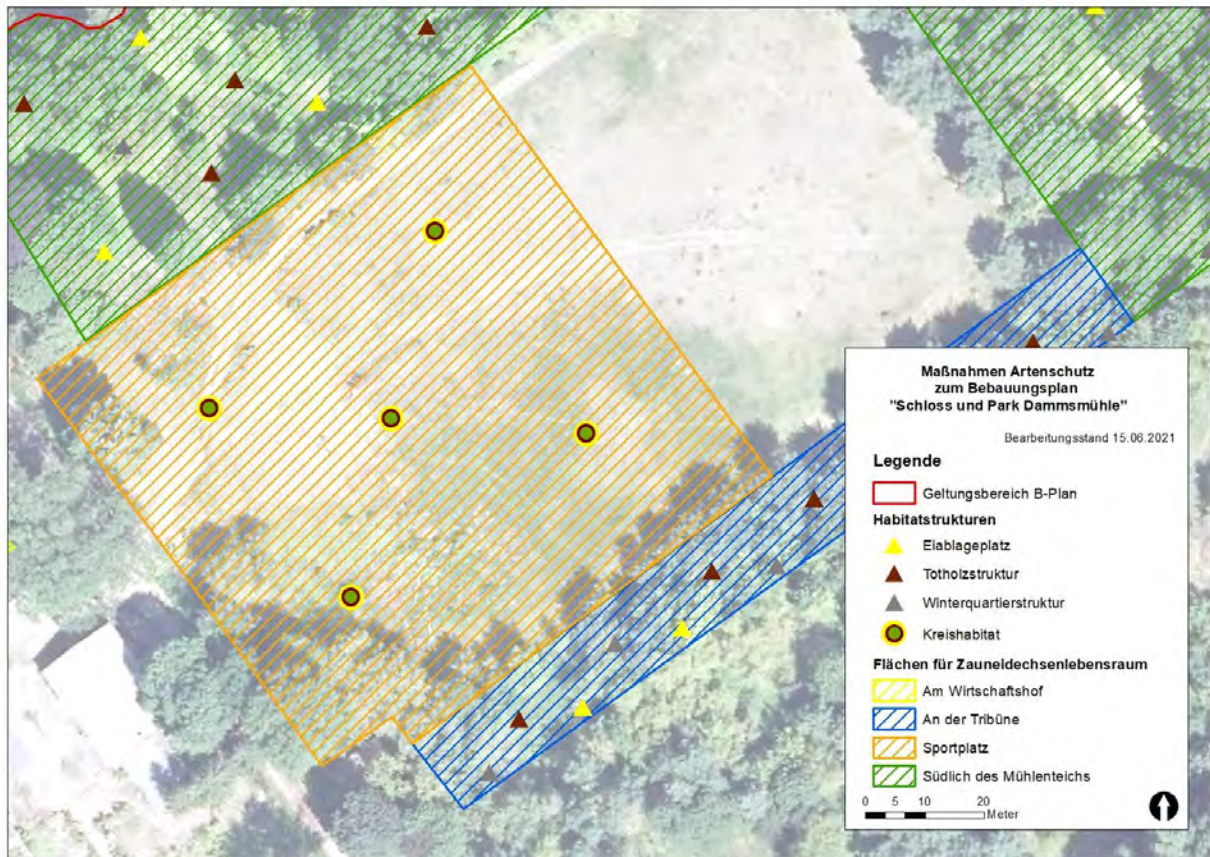 Maßnahmen Artenschutz
zum Bebauungsplan
"Schloss und Park Dammsmühle"
Bearbeitungsstand 15.06.2021
Legende
Geltungsbereich B-Plan
Habitatstrukturen
Eiablageplatz
Totholzstruktur
Winterquartierstruktur
Kreishabitat
Flächen für Zauneidechsenlebensraum
Am Wirtschaftshof
An der Tribüne
Sportplatz
Südlich des Mühlenteichs
0 5 10 20
Meter